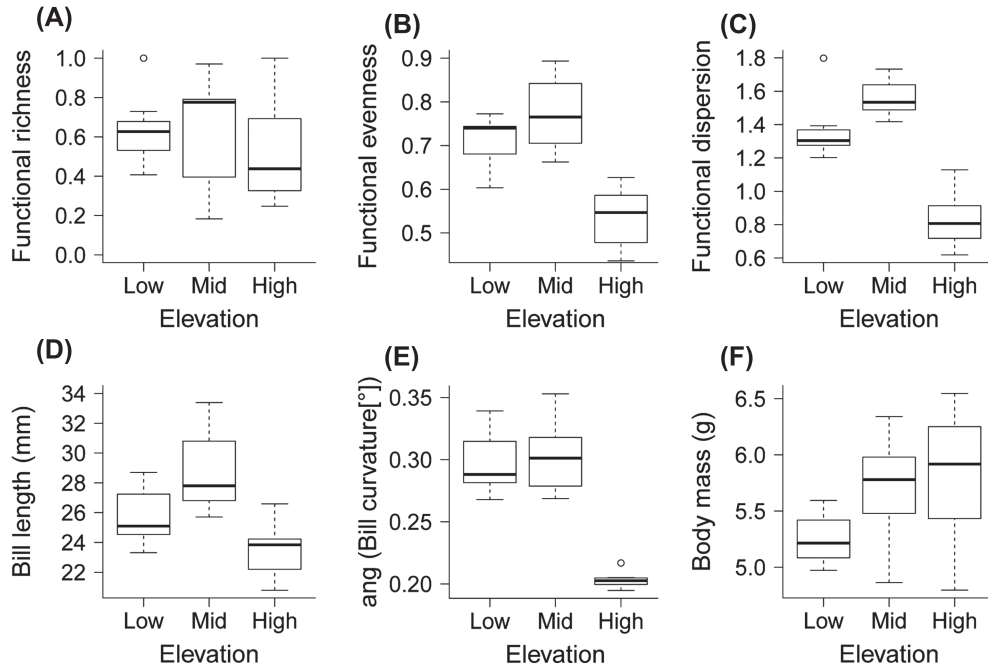 (A)
Functional richness
1.0
0.8
0.6
0.4
0.2
0.0
Low Mid High
Elevation
(B)
Functional evenness
0.9
0.8
0.7
0.6
0.5
Low Mid High
Elevation
(C)
Functional dispersion
1.8
1.6
1.4
1.2
1.0
0.8
0.6
Low Mid High
Elevation
(D)
Bill length (mm)
34
32
30
28
26
24
22
Low Mid High
Elevation
(E)
ang (Bill curvature[°])
0.35
0.30
0.25
0.20
Low Mid High
Elevation
(F)
Body mass (g)
6.5
6.0
5.5
5.0
Low Mid High
Elevation